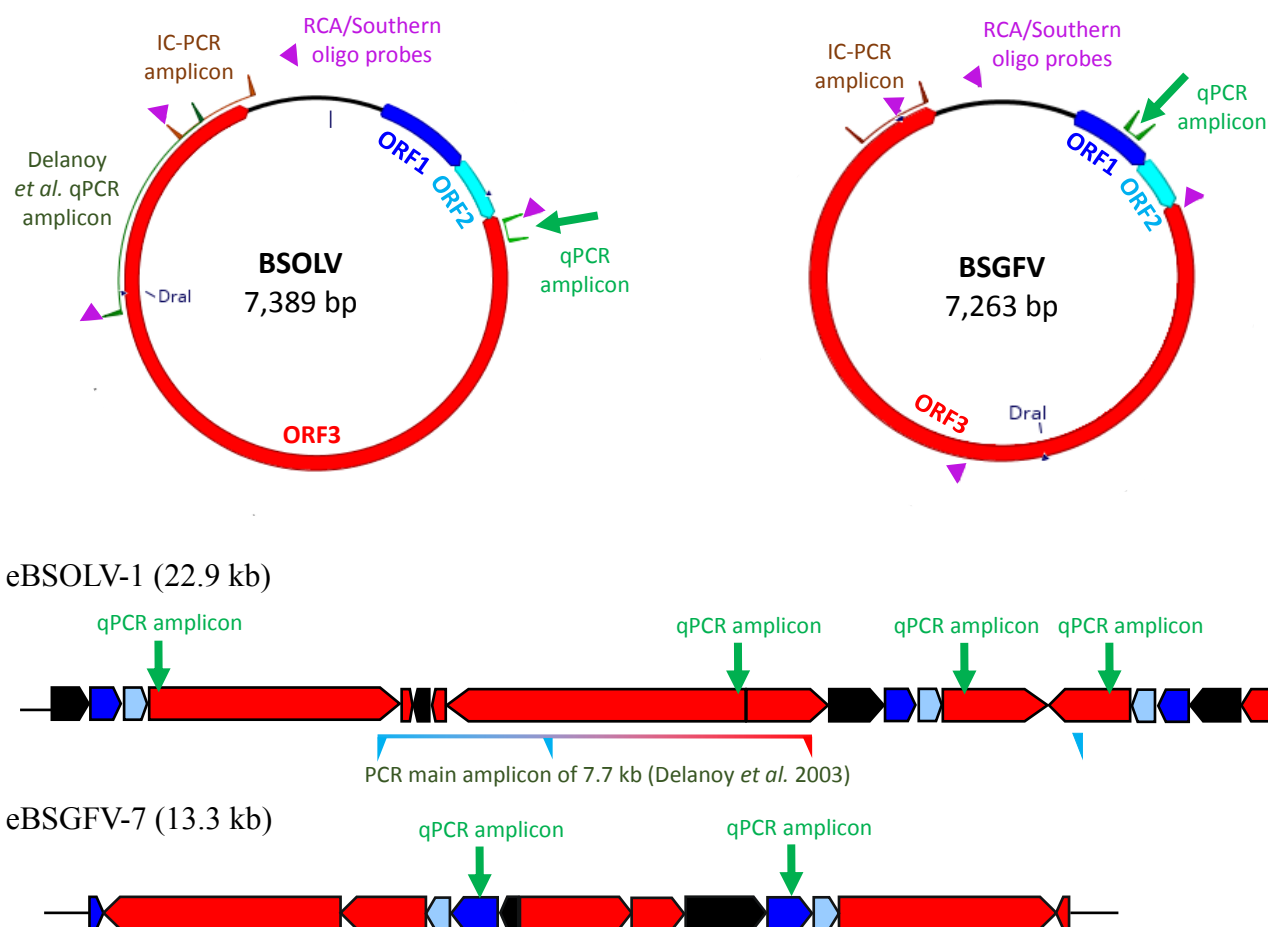 RCA/Southern
oligo probes
IC-PCR
amplicon
Delanoy
et al. qPCR
amplicon
ORF1
ORF2
BSOLV
7,389 bp
DraI
qPCR
amplicon
ORF3
RCA/Southern
oligo probes
IC-PCR
amplicon
qPCR
amplicon
ORF1
ORF2
BSGFV
7,263 bp
ORF3
DraI
eBSOLV-1 (22.9 kb)
qPCR amplicon
qPCR amplicon
qPCR amplicon
qPCR amplicon
PCR main amplicon of 7.7 kb (Delanoy et al. 2003)
eBSGFV-7 (13.3 kb)
qPCR amplicon
qPCR amplicon